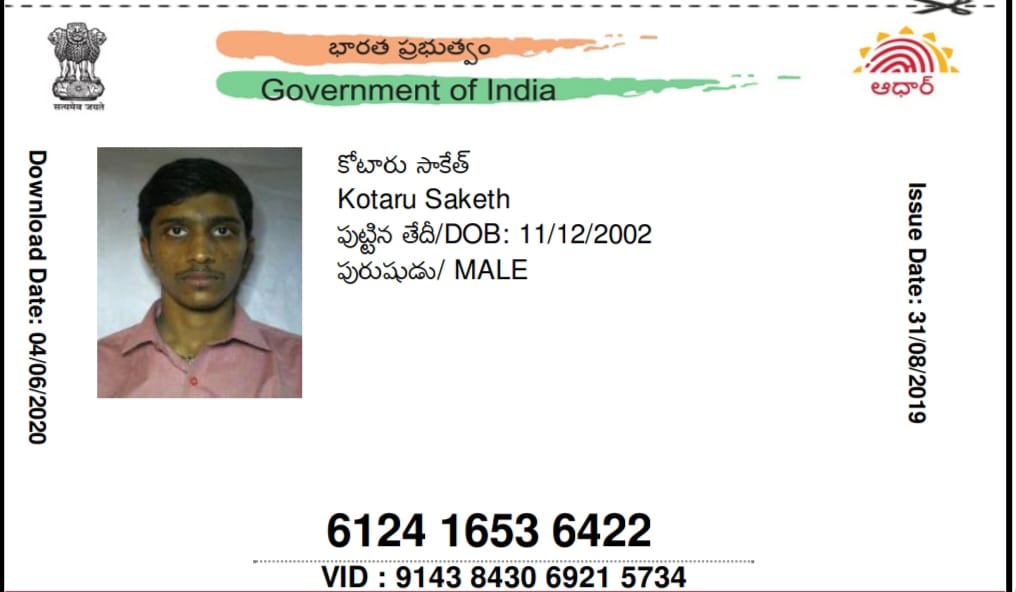 భారత ప్రభుత్వం
Government of India
सत्यमेव जयते
ఆధార్
Download Date: 04/06/2020
కోటారు సాకేత్
Kotaru Saketh
పుట్టిన తేదీ/DOB: 11/12/2002
పురుషుడు/ MALE
Issue Date: 31/08/2019
6124 1653 6422
VID : 9143 8430 6921 5734